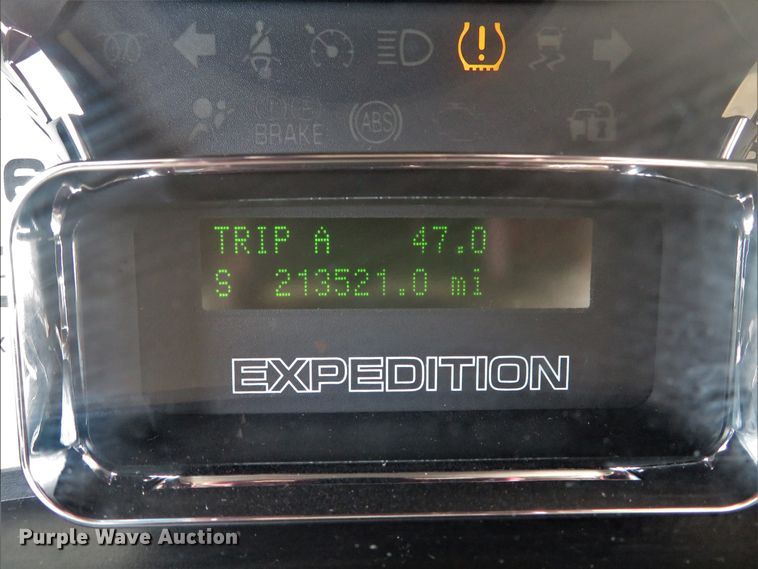 BRAKE
ABS
TRIP A 47.0
S 213521.0 mi
EXPEDITION
Purple Wave Auction